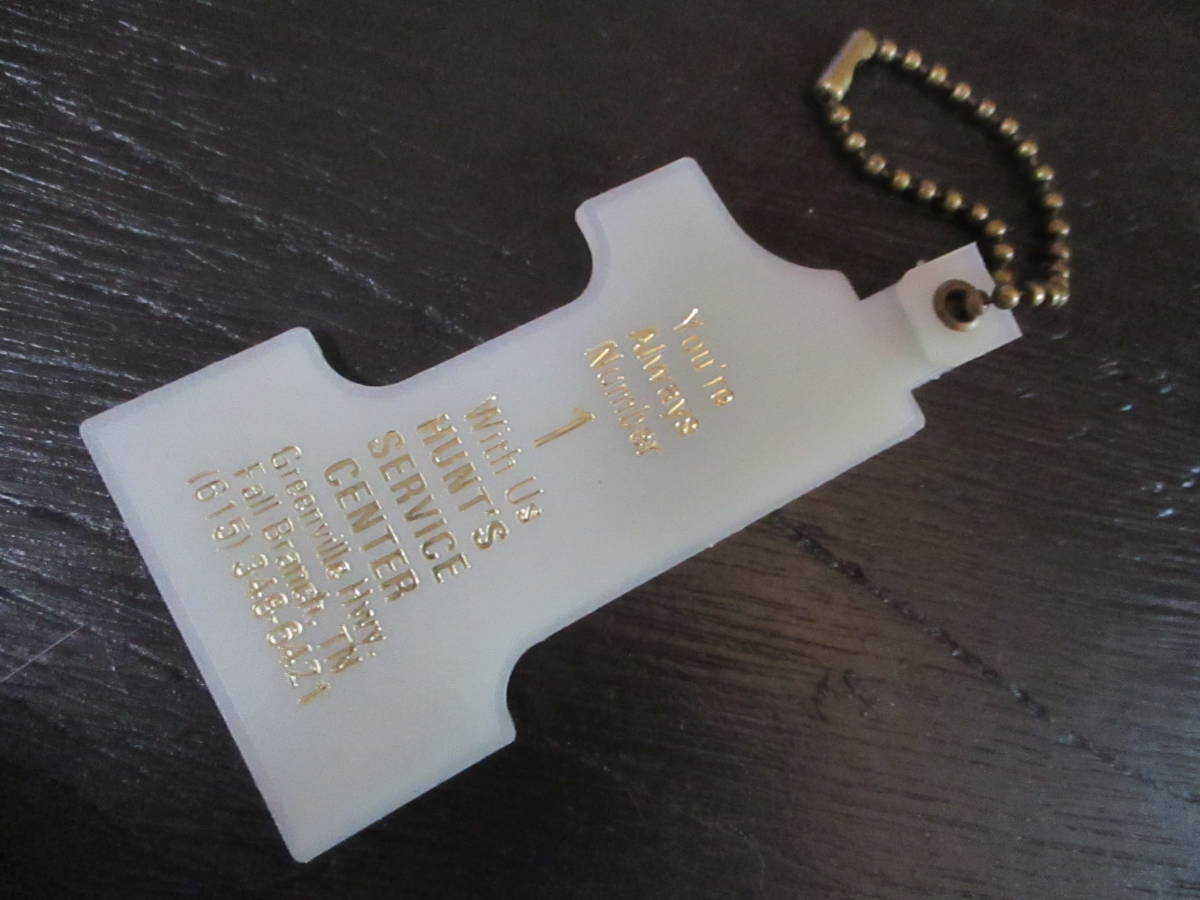 You're
Always
Number
1
With Us
HUNT'S
SERVICE
CENTER
Greenville Hwy.
Fall Branch, TN
(615) 348-6471